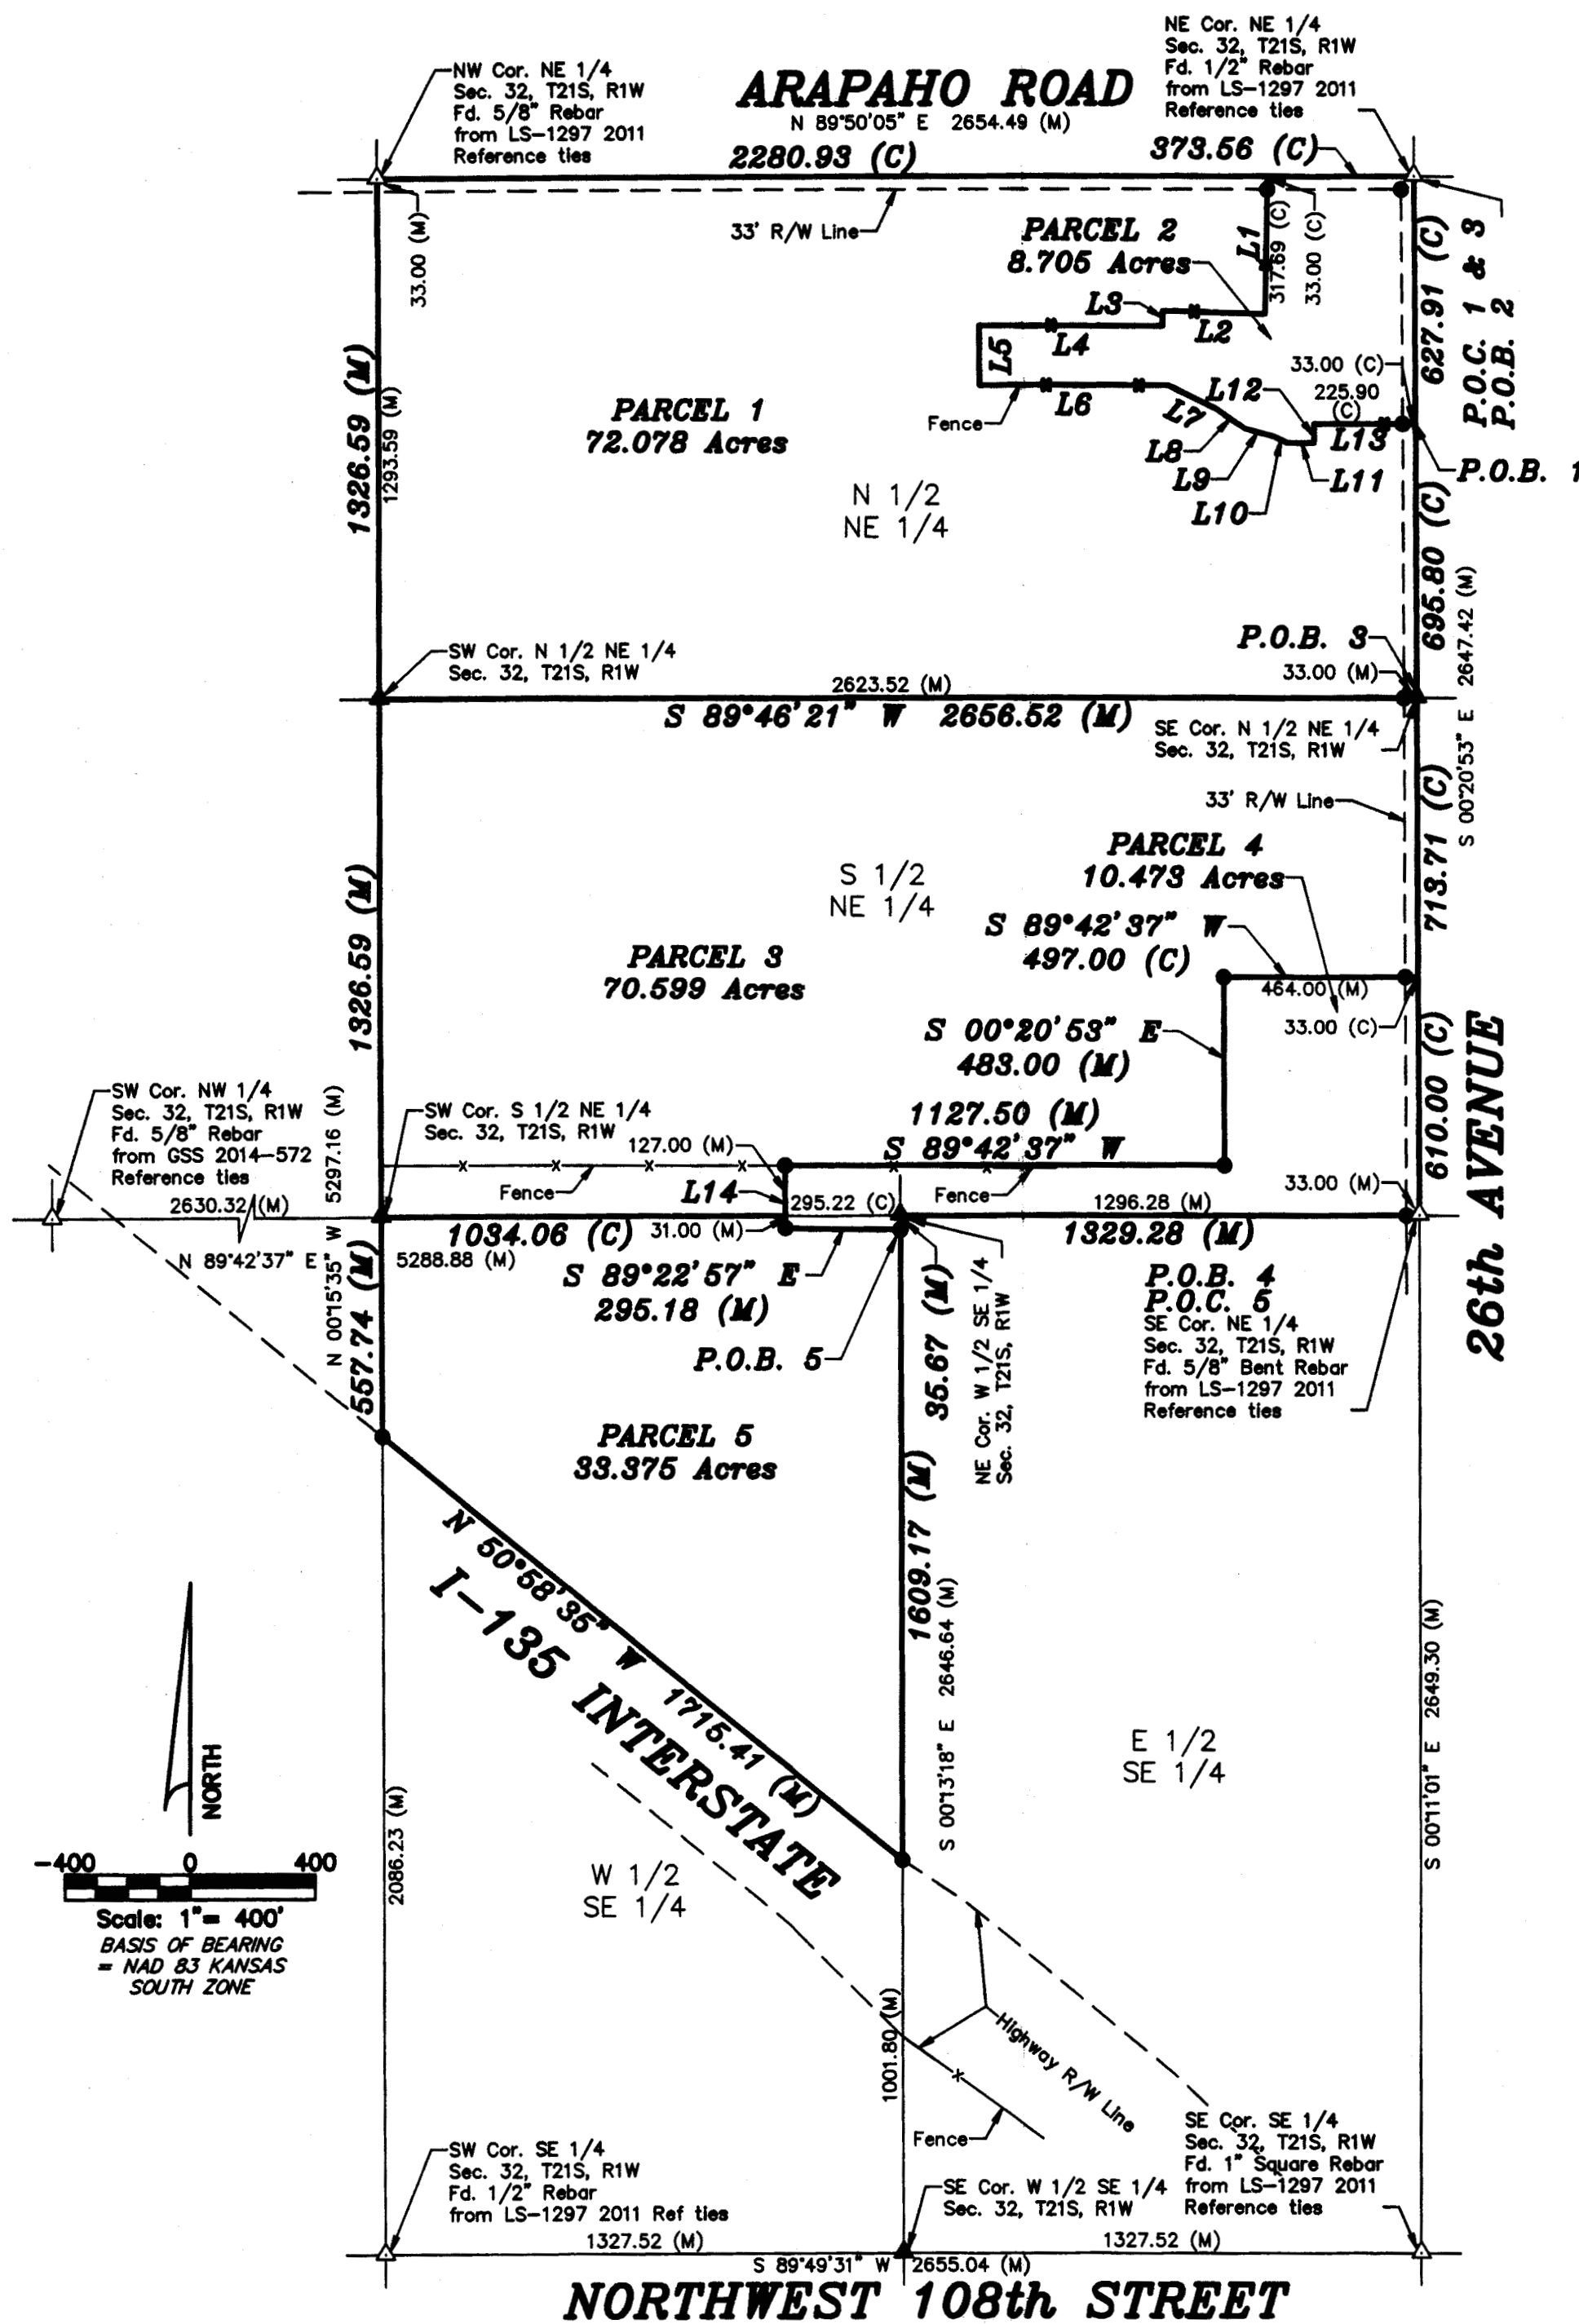 NE Cor. NE 1/4
Sec. 32, T21S, R1W
Fd. 1/2" Rebar
from LS-1297 2011
Reference ties
NW Cor. NE 1/4
Sec. 32, T21S, R1W
Fd. 5/8" Rebar
from LS-1297 2011
Reference ties
ARAPAHO ROAD
N 89°50'05" E 2654.49 (M)
2280.93 (C)
373.56 (C)
33.00 (M)
33' R/W Line
PARCEL 2
8.705 Acres
L1
317.69 (C)
33.00 (C)
627.91 (C)
P.O.C. 1 & 3
P.O.B. 2
L3
L2
L4
L5
L6
33.00 (C)
225.90
(C)
L12
L7
L13
L8
L9
L11
L10
Fence
P.O.B. 1
1326.59 (M)
1293.59 (M)
PARCEL 1
72.078 Acres
N 1/2
NE 1/4
695.80 (C)
S 00°20'53" E 2647.42 (M)
P.O.B. 3
33.00 (M)
SW Cor. N 1/2 NE 1/4
Sec. 32, T21S, R1W
2623.52 (M)
S 89°46'21" W 2656.52 (M)
SE Cor. N 1/2 NE 1/4
Sec. 32, T21S, R1W
33' R/W Line
713.71 (C)
PARCEL 4
10.473 Acres
S 1/2
NE 1/4
S 89°42'37" W
497.00 (C)
1326.59 (M)
PARCEL 3
70.599 Acres
464.00 (M)
33.00 (C)
S 00°20'53" E
483.00 (M)
610.00 (C)
26th AVENUE
SW Cor. NW 1/4
Sec. 32, T21S, R1W
Fd. 5/8" Rebar
from GSS 2014-572
Reference ties
2630.32 (M)
N 00°15'35" W 5297.16 (M)
SW Cor. S 1/2 NE 1/4
Sec. 32, T21S, R1W
127.00 (M)
1127.50 (M)
S 89°42'37" W
Fence
L14
295.22 (C)
Fence
33.00 (M)
1296.28 (M)
1034.06 (C)
31.00 (M)
1329.28 (M)
N 89°42'37" E
5288.88 (M)
S 89°22'57" E
295.18 (M)
557.74 (M)
P.O.B. 5
35.67 (M)
NE Cor. W 1/2 SE 1/4
Sec. 32, T21S, R1W
P.O.B. 4
P.O.C. 5
SE Cor. NE 1/4
Sec. 32, T21S, R1W
Fd. 5/8" Bent Rebar
from LS-1297 2011
Reference ties
PARCEL 5
33.375 Acres
1609.17 (M)
S 00°13'18" E 2646.64 (M)
N 50°58'35" W 1715.41 (M)
I-135 INTERSTATE
S 00°11'01" E 2649.30 (M)
E 1/2
SE 1/4
NORTH
-400 0 400
Scale: 1"= 400'
BASIS OF BEARING
= NAD 83 KANSAS
SOUTH ZONE
2086.23 (M)
W 1/2
SE 1/4
1001.80 (M)
Highway R/W Line
Fence
SW Cor. SE 1/4
Sec. 32, T21S, R1W
Fd. 1/2" Rebar
from LS-1297 2011 Ref ties
SE Cor. W 1/2 SE 1/4
Sec. 32, T21S, R1W
SE Cor. SE 1/4
Sec. 32, T21S, R1W
Fd. 1" Square Rebar
from LS-1297 2011
Reference ties
1327.52 (M)
1327.52 (M)
S 89°49'31" W 2655.04 (M)
NORTHWEST 108th STREET